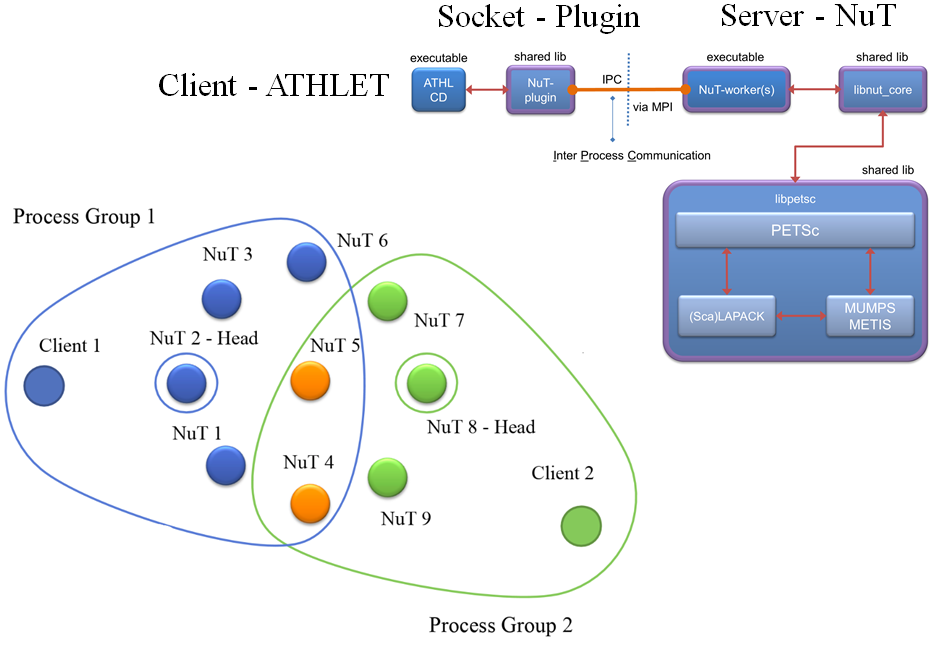 Socket - Plugin
Server - NuT
Client - ATHLET
executable
shared lib
executable
shared lib
ATHL
CD
NuT-
plugin
IPC
via MPI
NuT-worker(s)
libnut_core
Inter Process Communication
shared lib
libpetsc
PETSc
(Sca)LAPACK
MUMPS
METIS
Process Group 1
NuT 6
NuT 3
NuT 7
NuT 2 - Head
NuT 5
Client 1
NuT 8 - Head
NuT 1
NuT 4
Client 2
NuT 9
Process Group 2